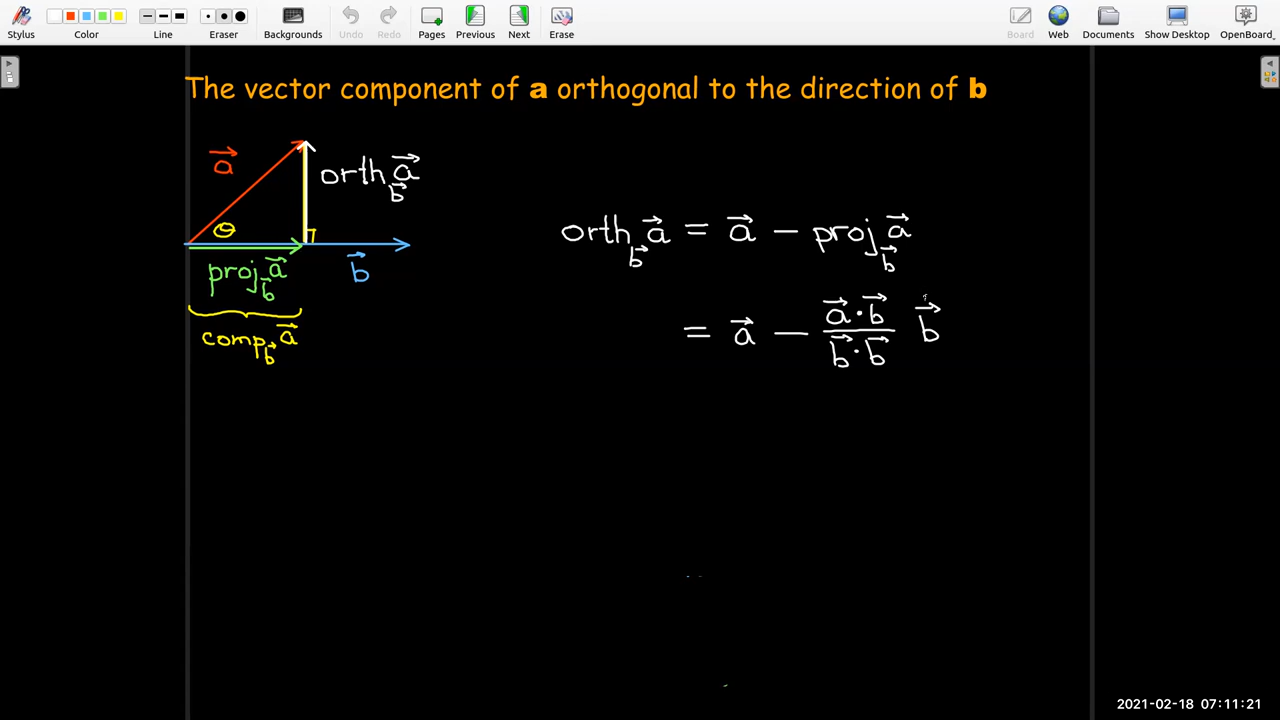 Stylus Color Line Eraser Backgrounds Undo Redo Pages Previous Next Erase Board Web Documents Show Desktop OpenBoard
The vector component of a orthogonal to the direction of b
a⃗
orth_b⃗ a⃗
θ
proj_b⃗ a⃗
b⃗
comp_b⃗ a⃗
orth_b⃗ a⃗ = a⃗ − proj_b⃗ a⃗
= a⃗ − (a⃗·b⃗)/(b⃗·b⃗) b⃗
2021-02-18 07:11:21